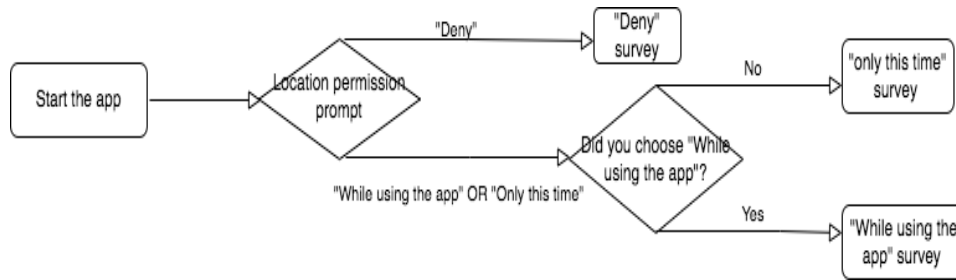 Start the app
Location permission
prompt
"Deny"
"Deny"
survey
"While using the app" OR "Only this time"
Did you choose "While
using the app"?
No
"only this time"
survey
Yes
"While using the
app" survey